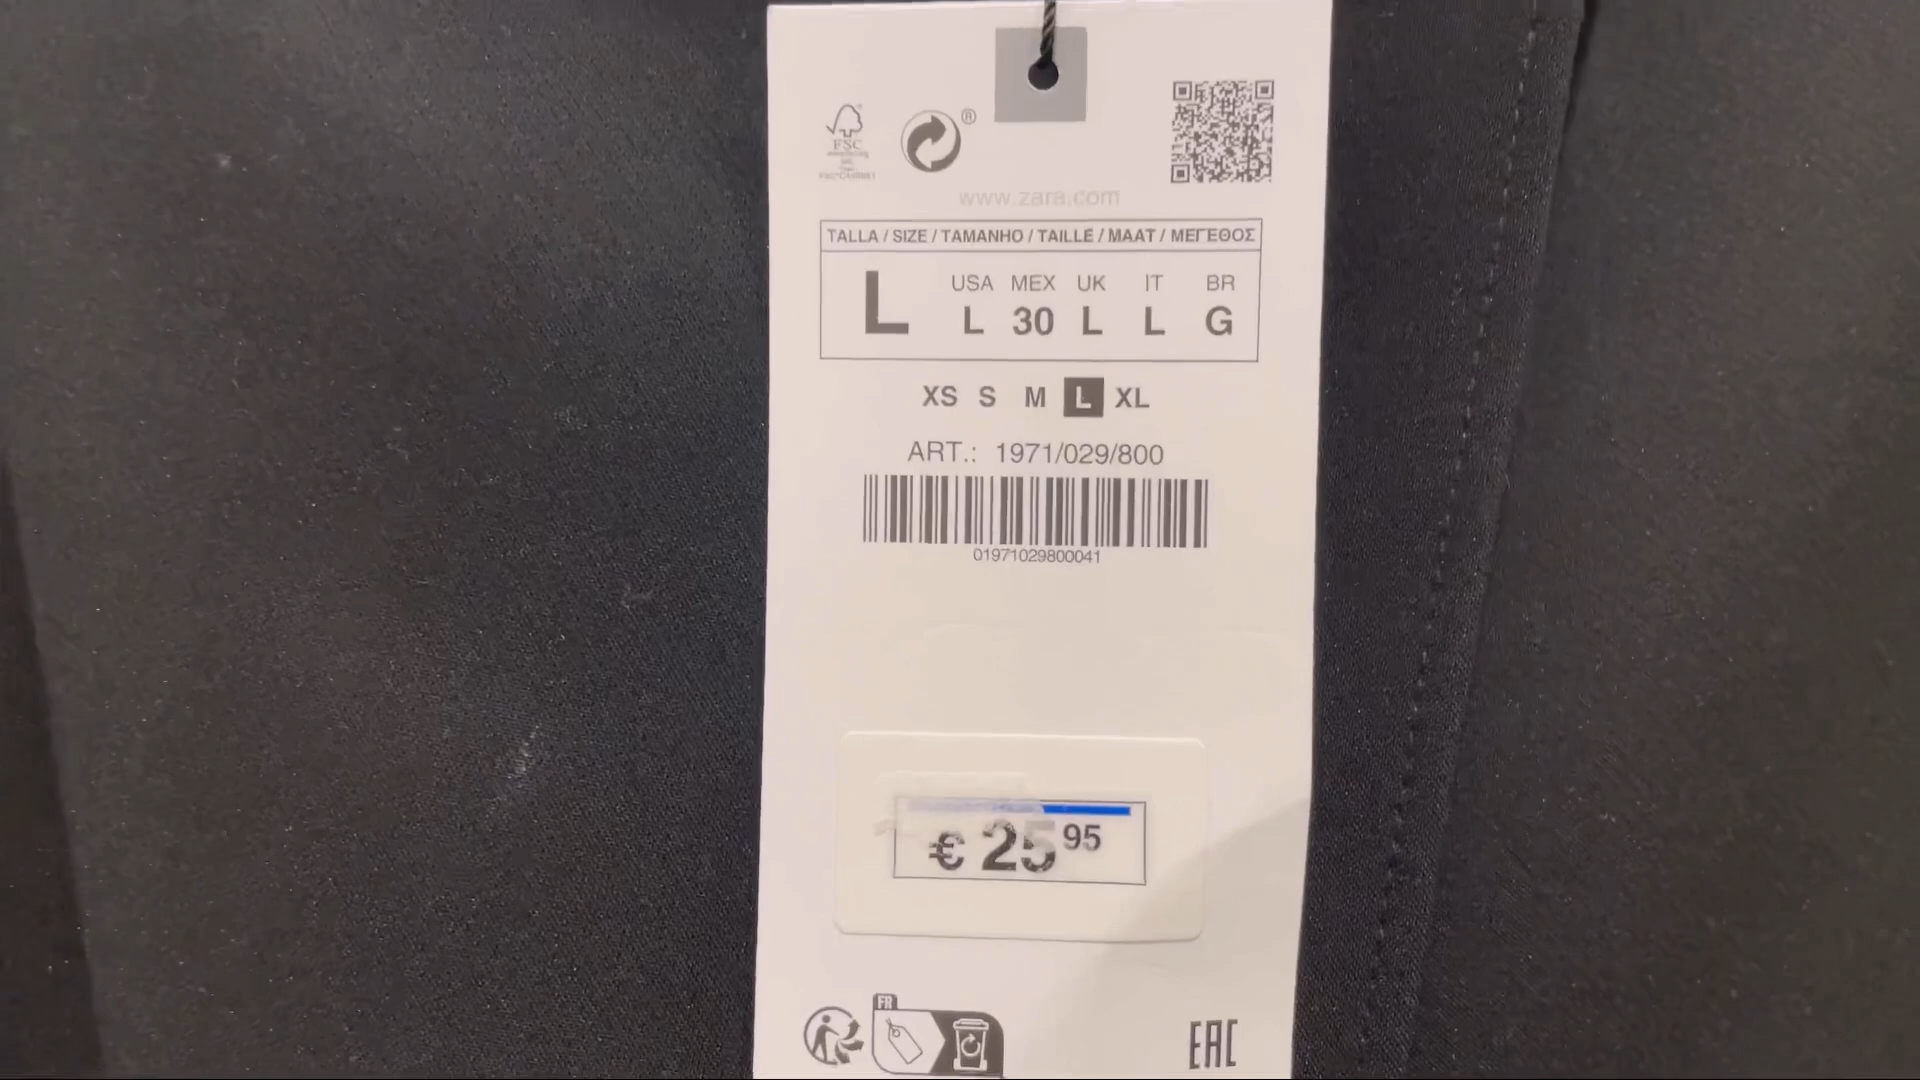 FSC
®
www.zara.com
TALLA / SIZE / TAMANHO / TAILLE / MAAT / ΜΕΓΕΘΟΣ
L
USA MEX UK IT BR
L 30 L L G
XS S M L XL
ART.: 1971/029/800
01971029800041
€ 25 95
FR
EAC